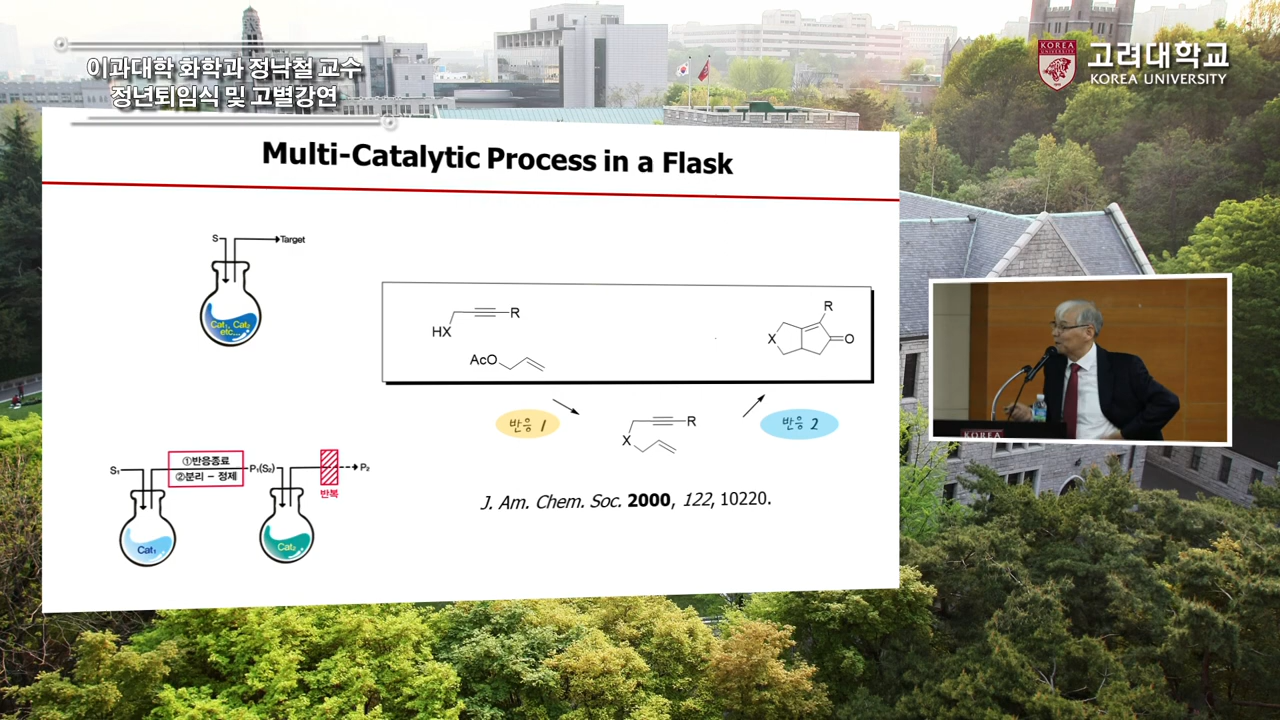 이과대학 화학과 정낙철 교수
정년퇴임식 및 고별강연
KOREA
UNIVERSITY
고려대학교
KOREA UNIVERSITY
Multi-Catalytic Process in a Flask
S
Target
Cat₁, Cat₂
etc...
R
HX
AcO
R
X
O
반응 1
R
X
반응 2
S₁
①반응종료
②분리 – 정제
P₁(S₂)
P₂
반복
Cat₁
Cat₂
J. Am. Chem. Soc. 2000, 122, 10220.
KOREA